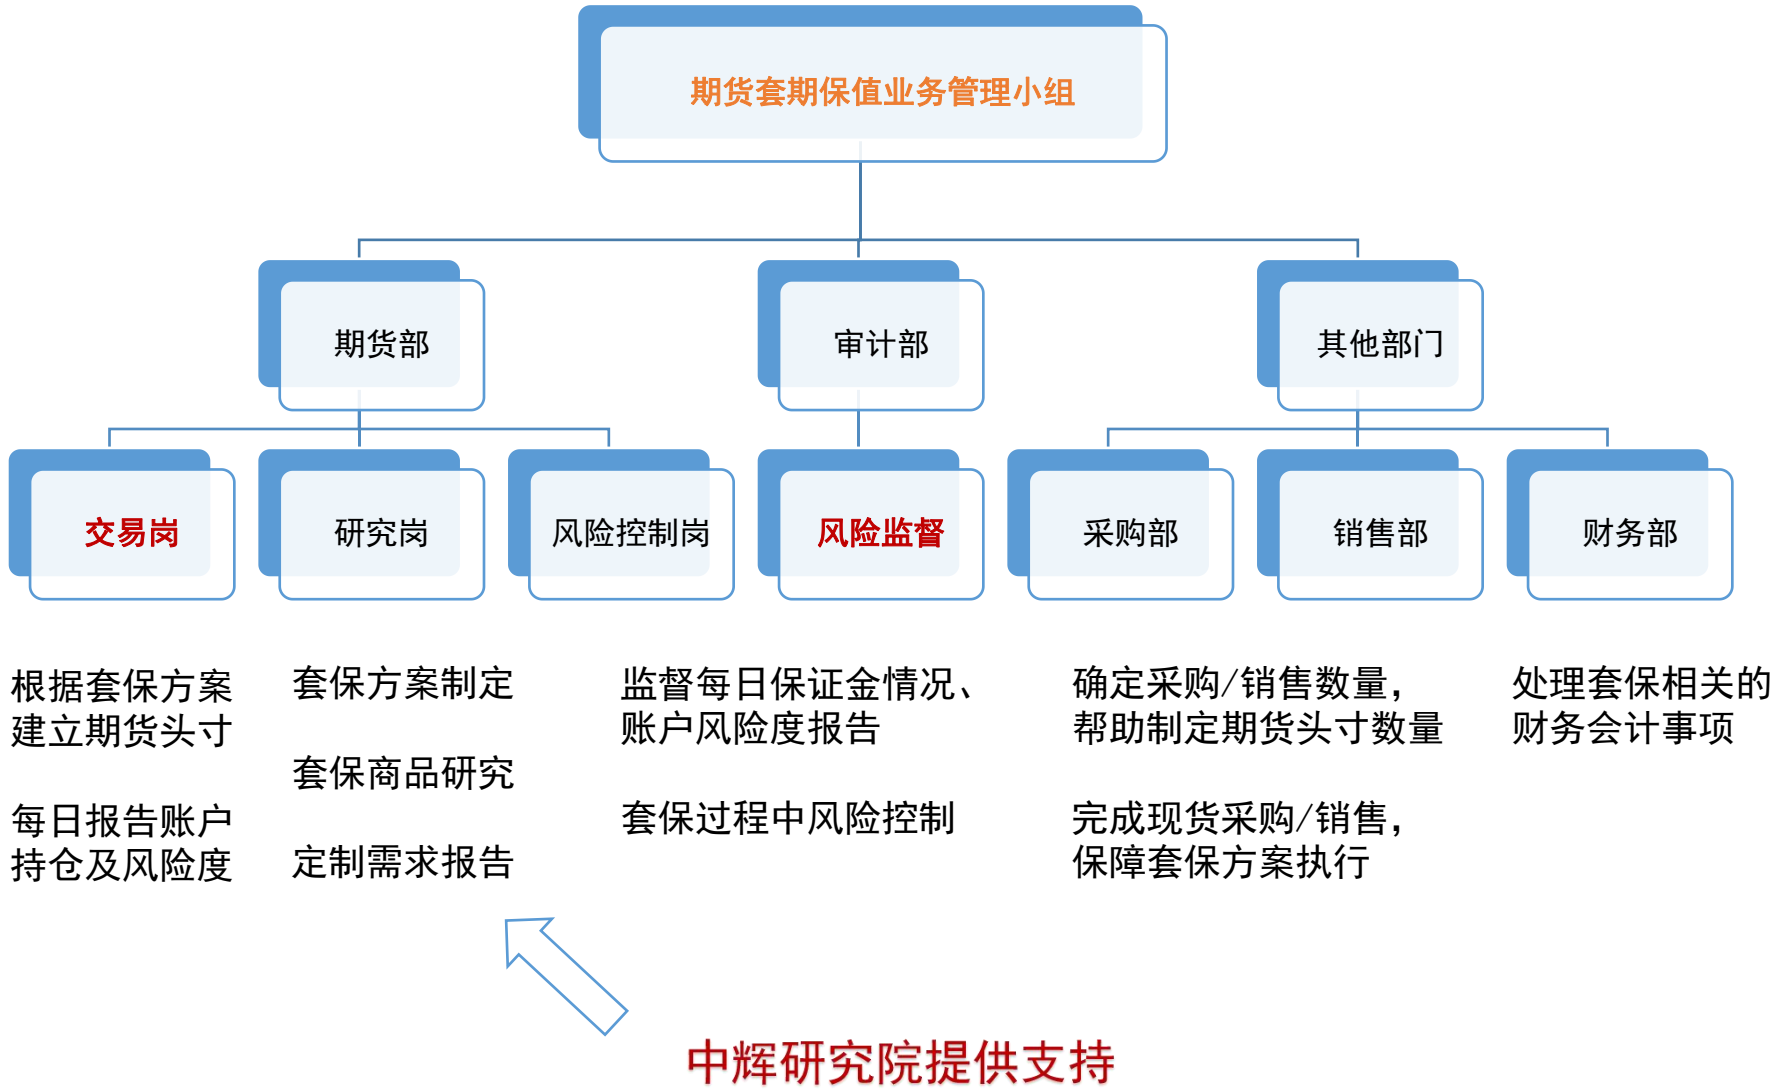 期货套期保值业务管理小组
期货部
审计部
其他部门
交易岗
研究岗
风险控制岗
风险监督
采购部
销售部
财务部
根据套保方案
建立期货头寸
每日报告账户
持仓及风险度
套保方案制定
套保商品研究
定制需求报告
监督每日保证金情况、
账户风险度报告
套保过程中风险控制
确定采购/销售数量，
帮助制定期货头寸数量
完成现货采购/销售，
保障套保方案执行
处理套保相关的
财务会计事项
中辉研究院提供支持